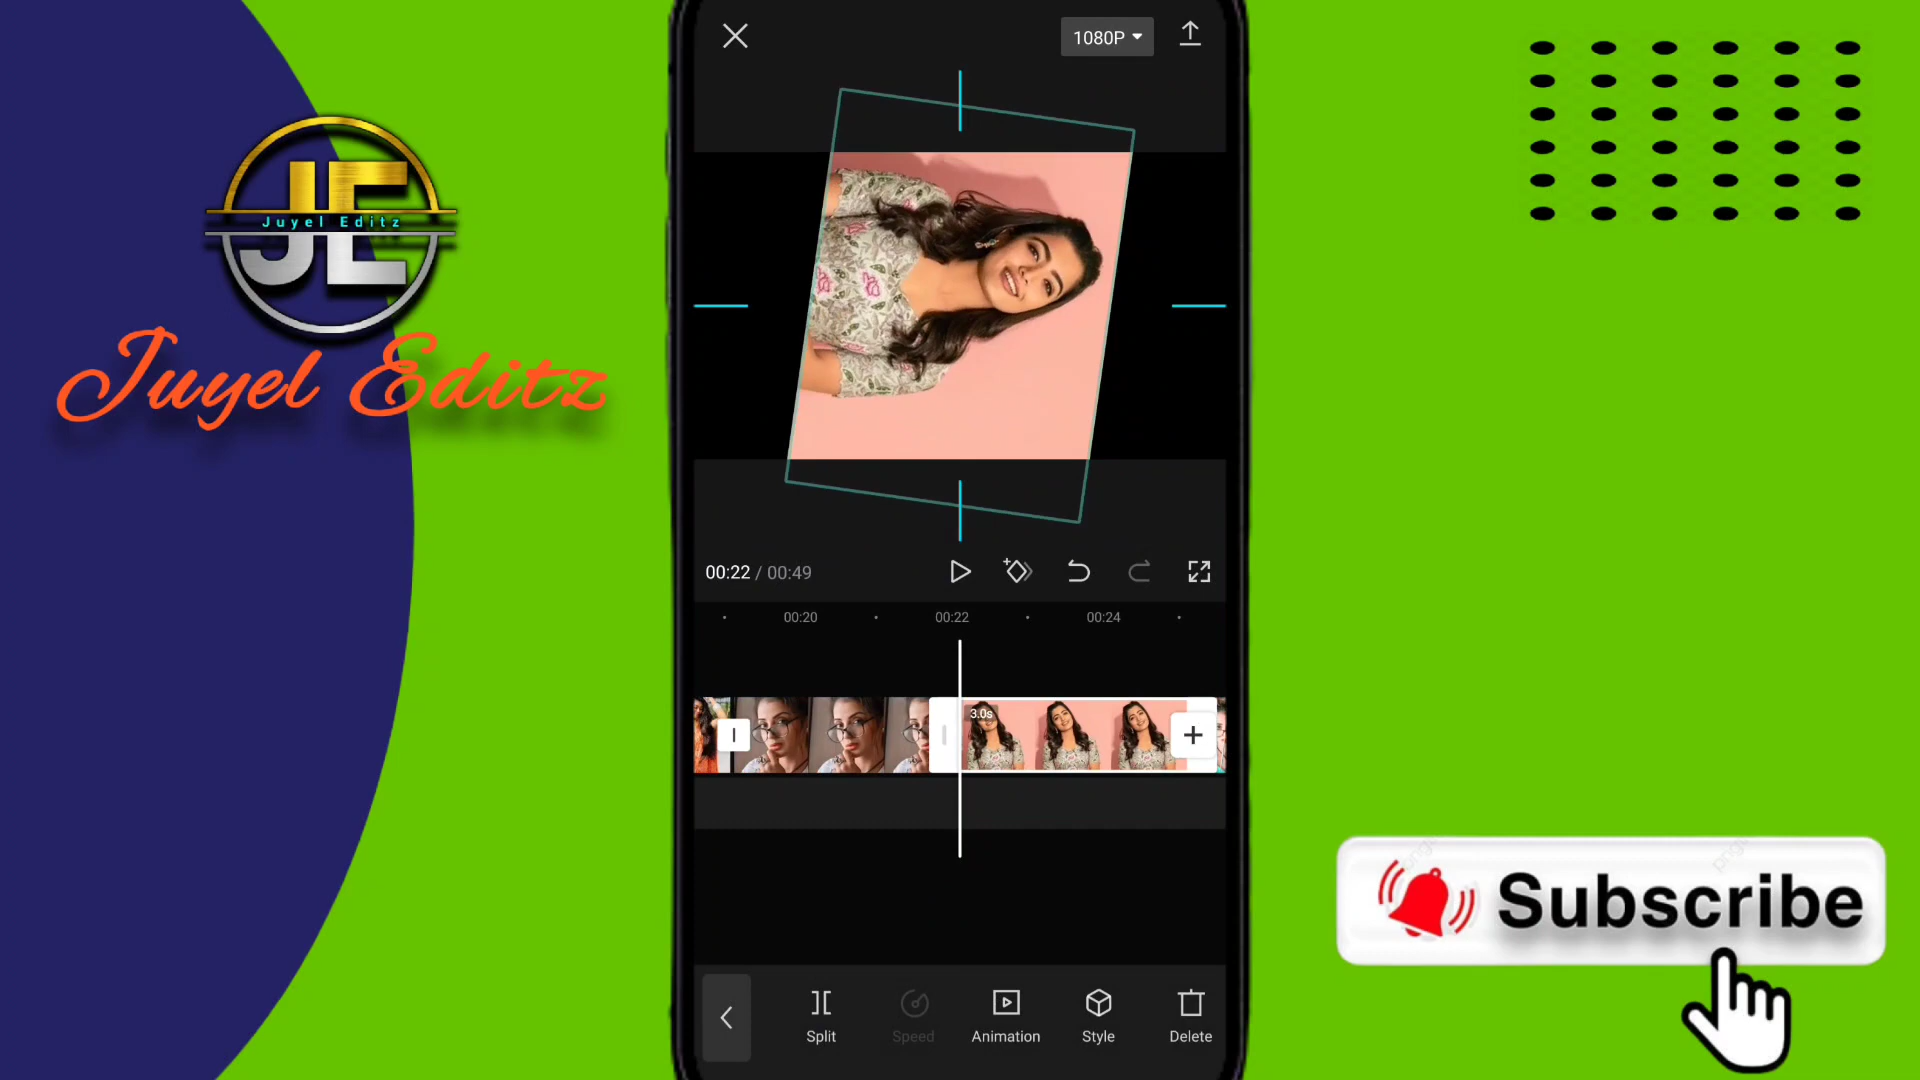 1080P
JE
Juyel Editz
Juyel Editz
00:22 / 00:49
00:20
00:22
00:24
3.0s
Subscribe
Split
Speed
Animation
Style
Delete